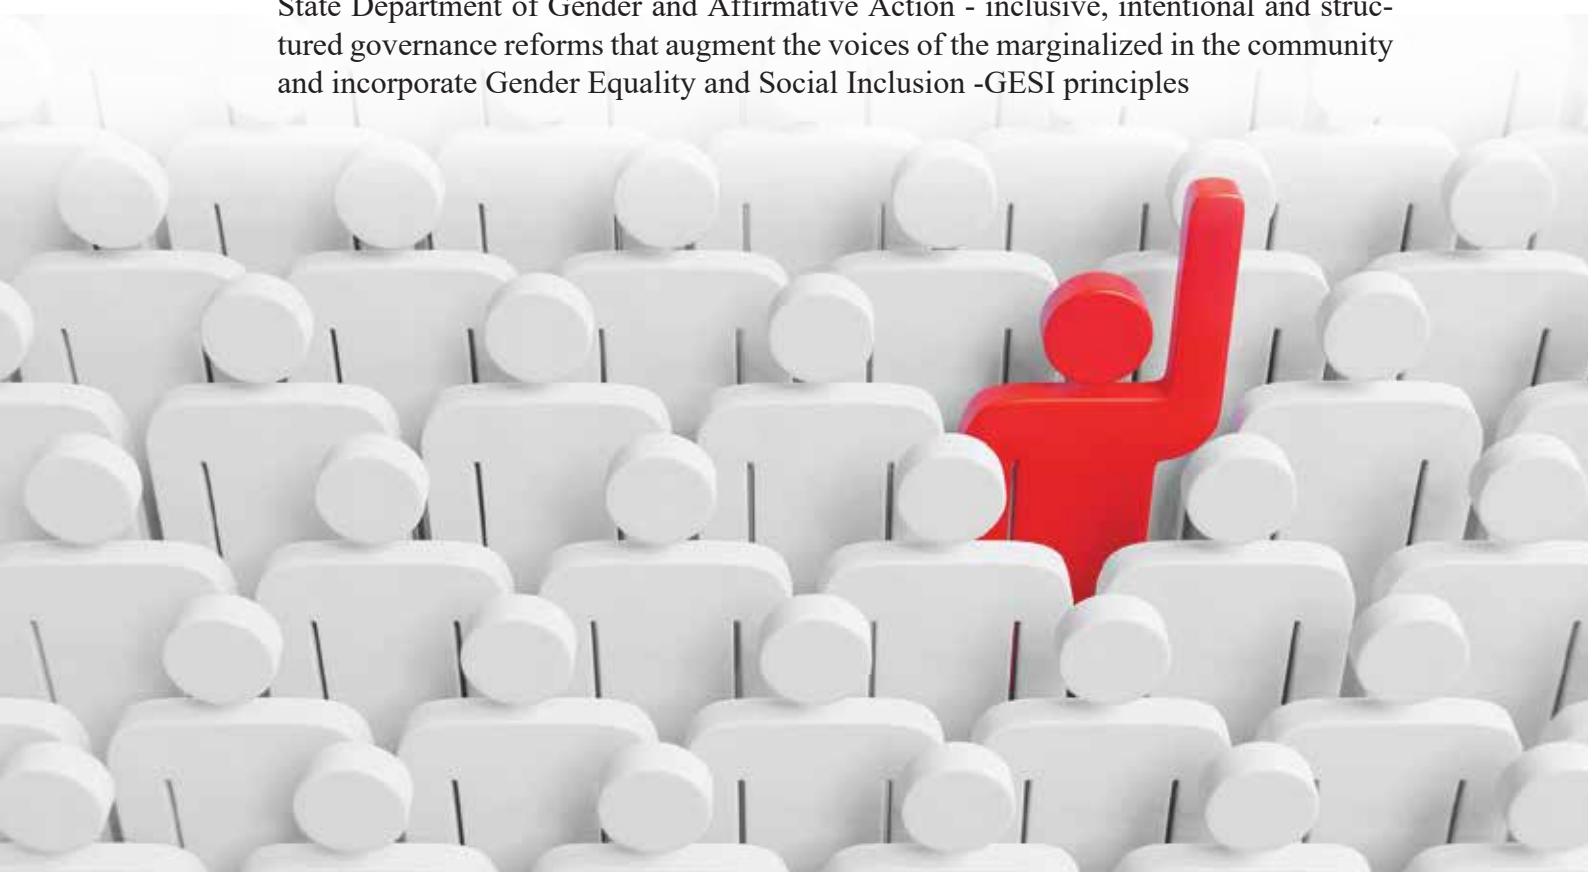 State Department of Gender and Affirmative Action - inclusive, intentional and struc-
tured governance reforms that augment the voices of the marginalized in the community
and incorporate Gender Equality and Social Inclusion -GESI principles